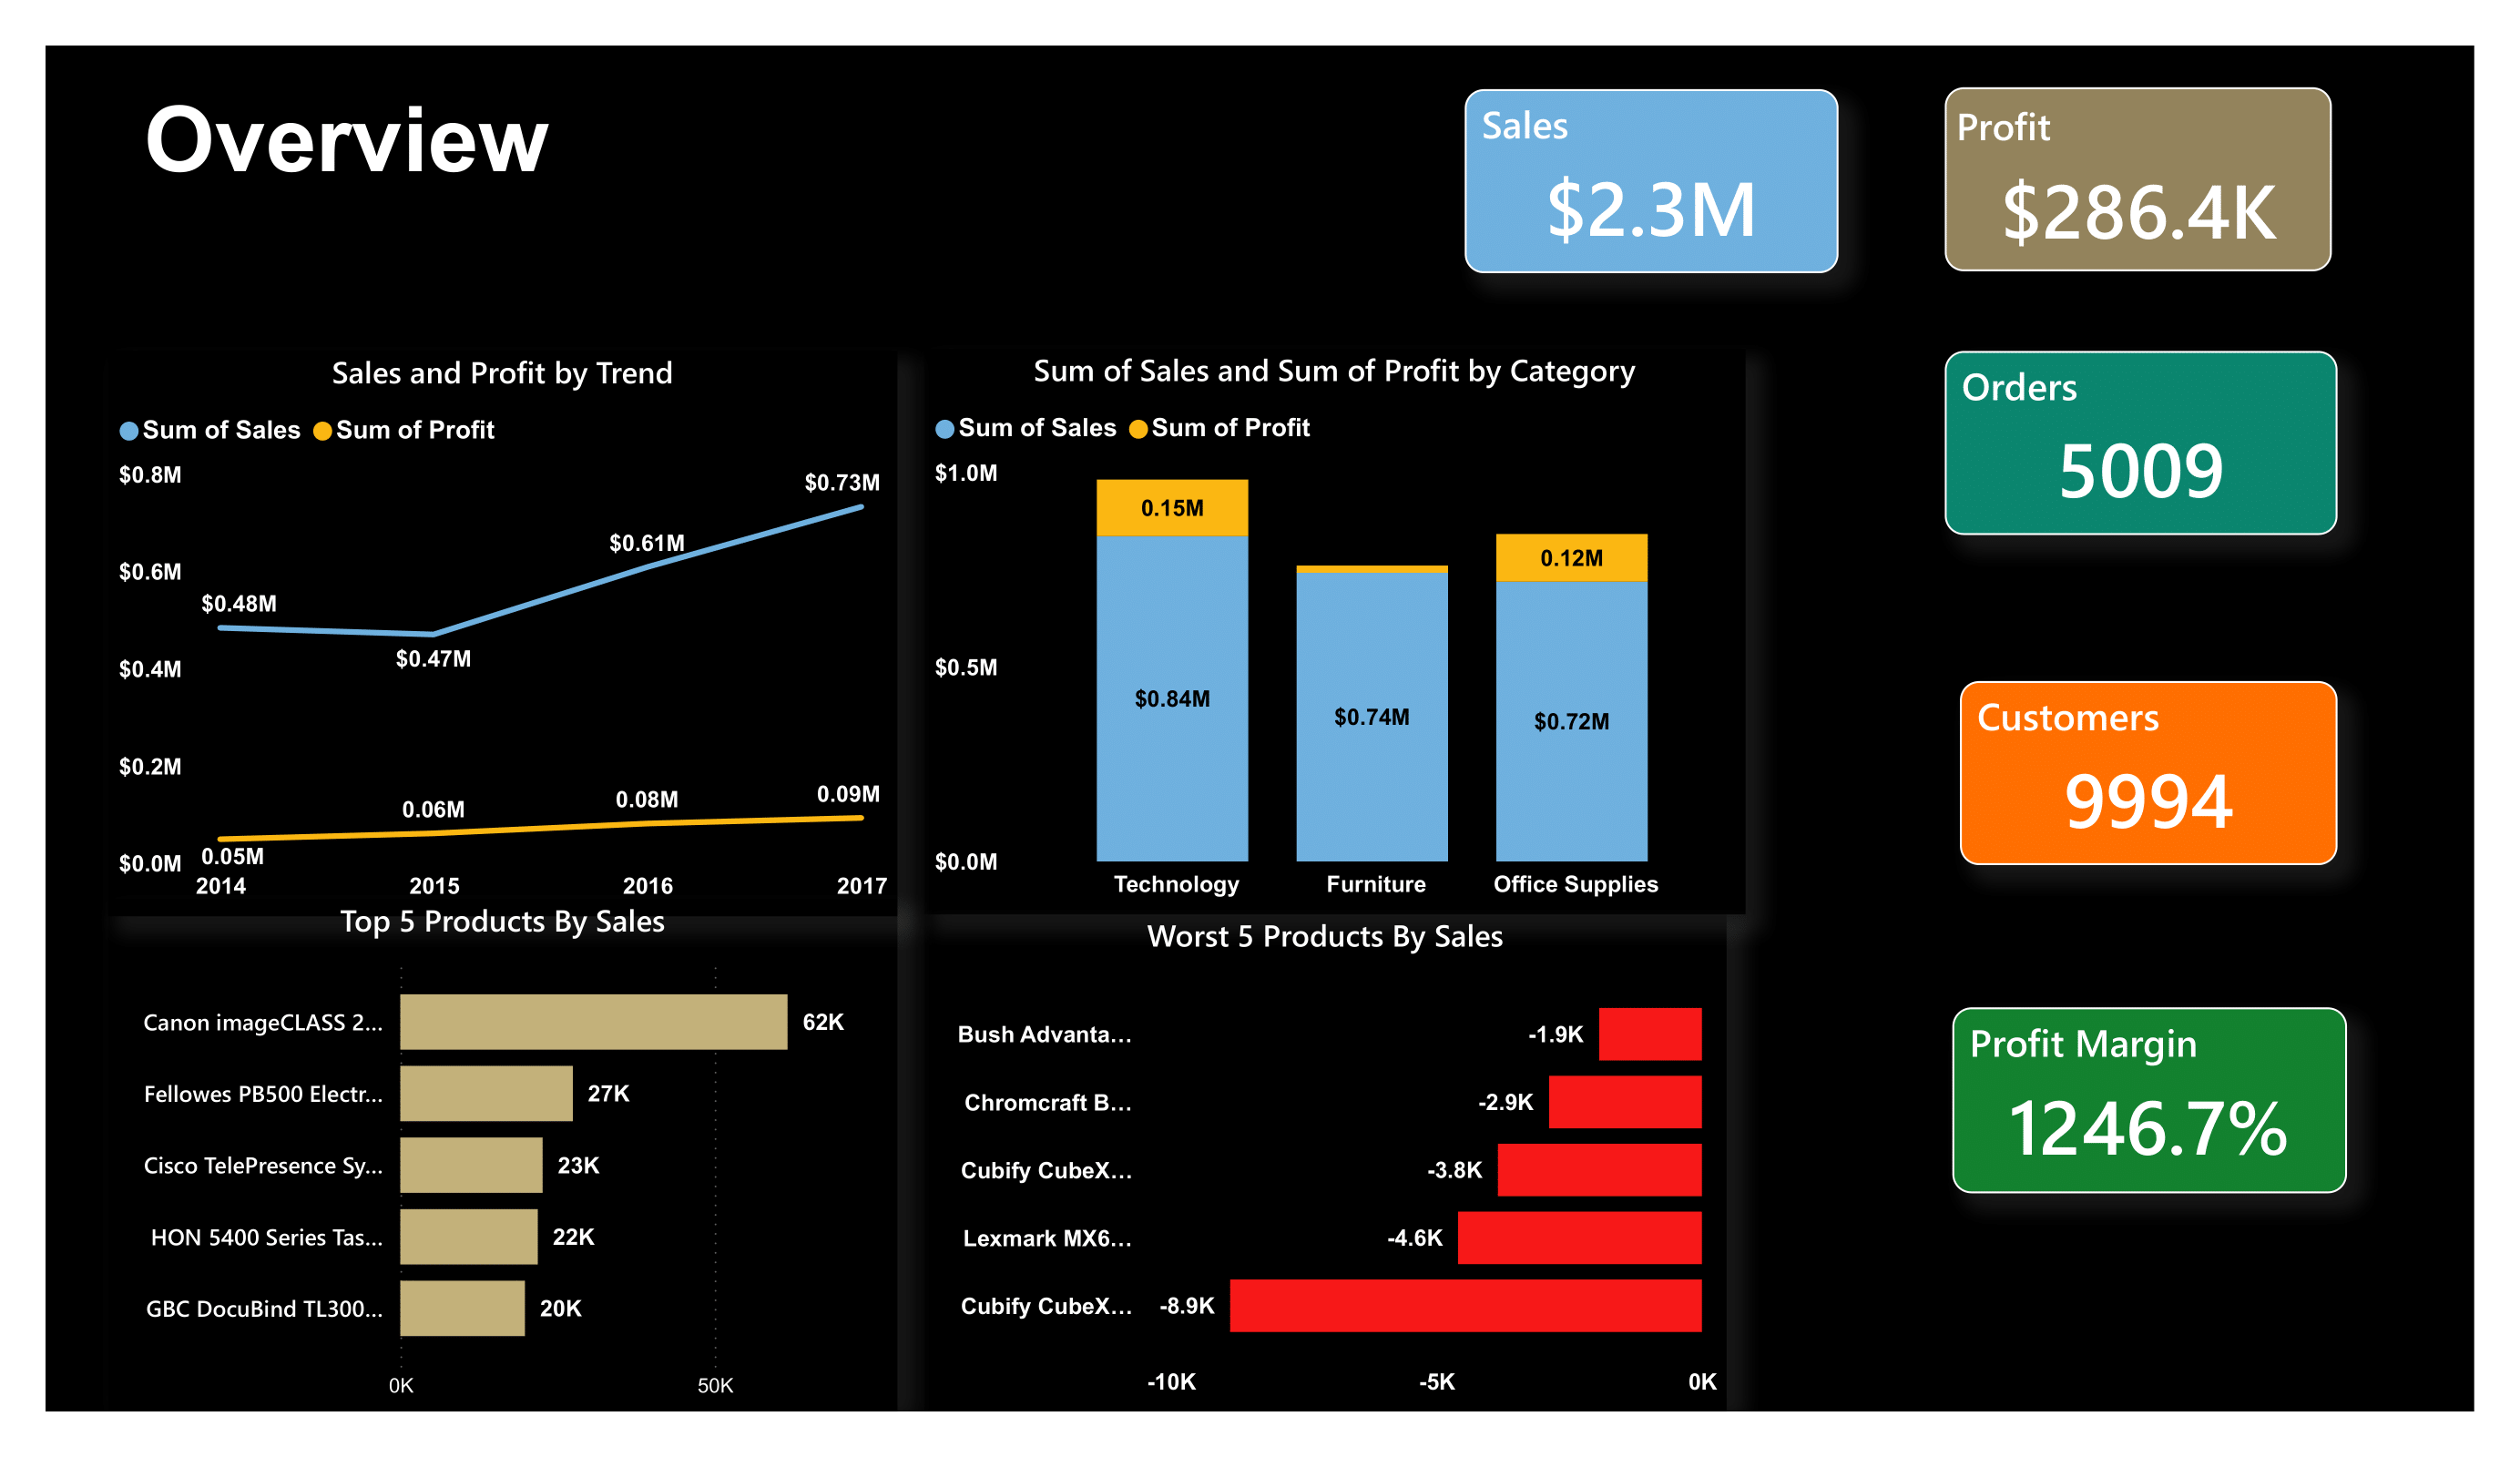 Overview
Sales
$2.3M
Profit
$286.4K
Sales and Profit by Trend
Sum of Sales Sum of Profit
$0.8M
$0.6M
$0.4M
$0.2M
$0.0M
$0.48M
$0.47M
$0.61M
$0.73M
0.05M
0.06M
0.08M
0.09M
2014 2015 2016 2017
Sum of Sales and Sum of Profit by Category
Sum of Sales Sum of Profit
$1.0M
$0.5M
$0.0M
0.15M
$0.84M
$0.74M
0.12M
$0.72M
Technology Furniture Office Supplies
Orders
5009
Customers
9994
Top 5 Products By Sales
Canon imageCLASS 2... 62K
Fellowes PB500 Electr... 27K
Cisco TelePresence Sy... 23K
HON 5400 Series Tas... 22K
GBC DocuBind TL300... 20K
0K 50K
Worst 5 Products By Sales
Bush Advanta... -1.9K
Chromcraft B... -2.9K
Cubify CubeX... -3.8K
Lexmark MX6... -4.6K
Cubify CubeX... -8.9K
-10K -5K 0K
Profit Margin
1246.7%